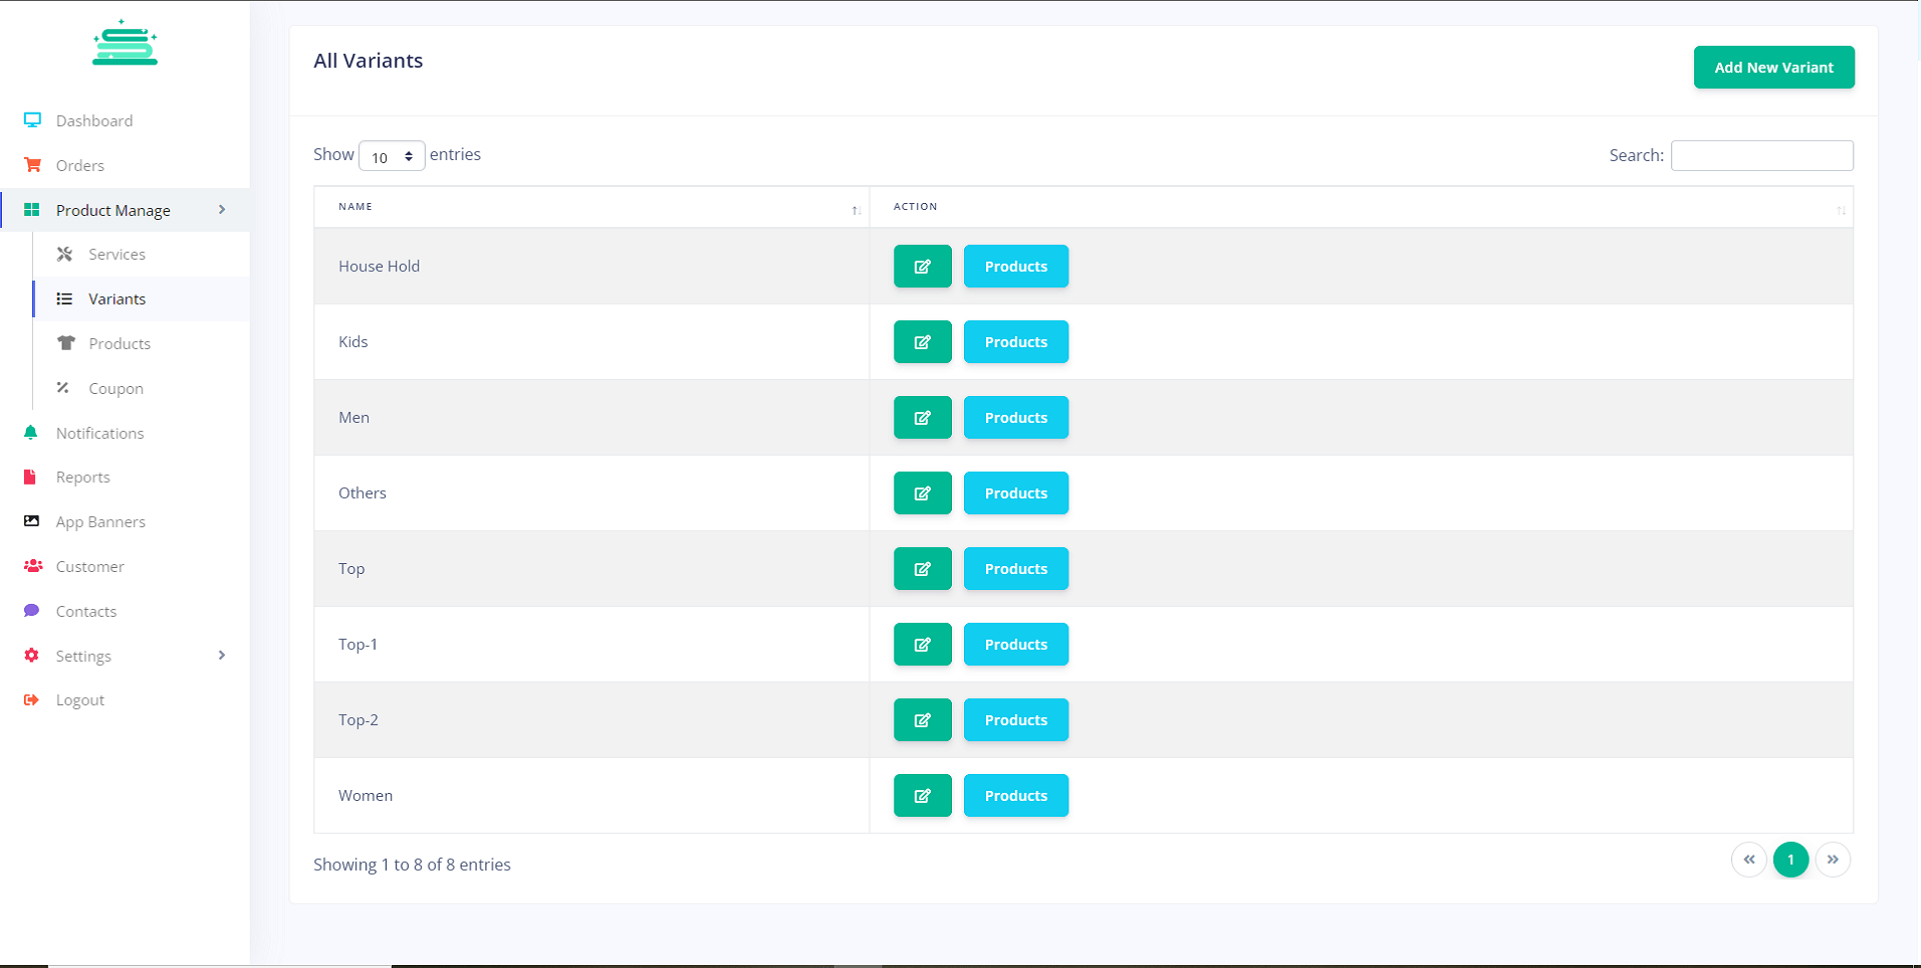 All Variants
Add New Variant
Dashboard
Orders
Product Manage
Services
Variants
Products
Coupon
Notifications
Reports
App Banners
Customer
Contacts
Settings
Logout
Show 10 entries
Search:
NAME ACTION
House Hold Products
Kids Products
Men Products
Others Products
Top Products
Top-1 Products
Top-2 Products
Women Products
Showing 1 to 8 of 8 entries
« 1 »